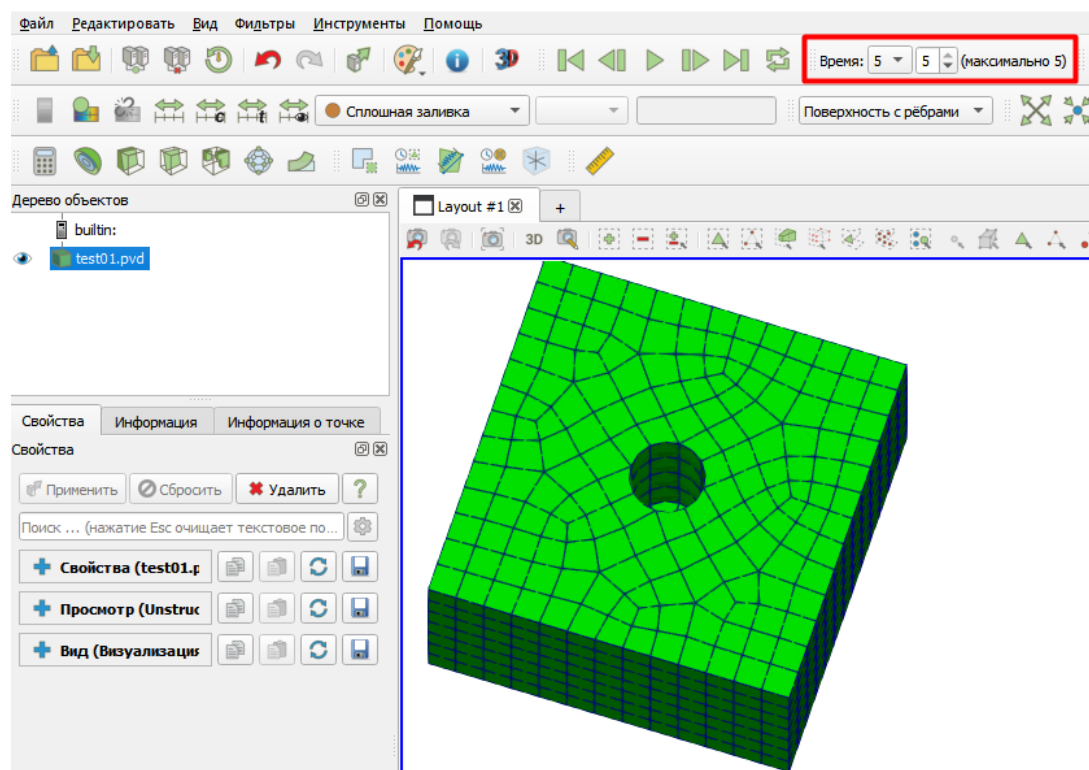 Файл Редактировать Вид Фильтры Инструменты Помощь
3D Время: 5 5 (максимально 5)
c t Сплошная заливка Поверхность с рёбрами
Дерево объектов
builtin:
test01.pvd
Layout #1 +
3D
Свойства Информация Информация о точке
Свойства
Применить Сбросить Удалить ?
Поиск ... (нажатие Esc очищает текстовое по...
Свойства (test01.p
Просмотр (Unstruc
Вид (Визуализация